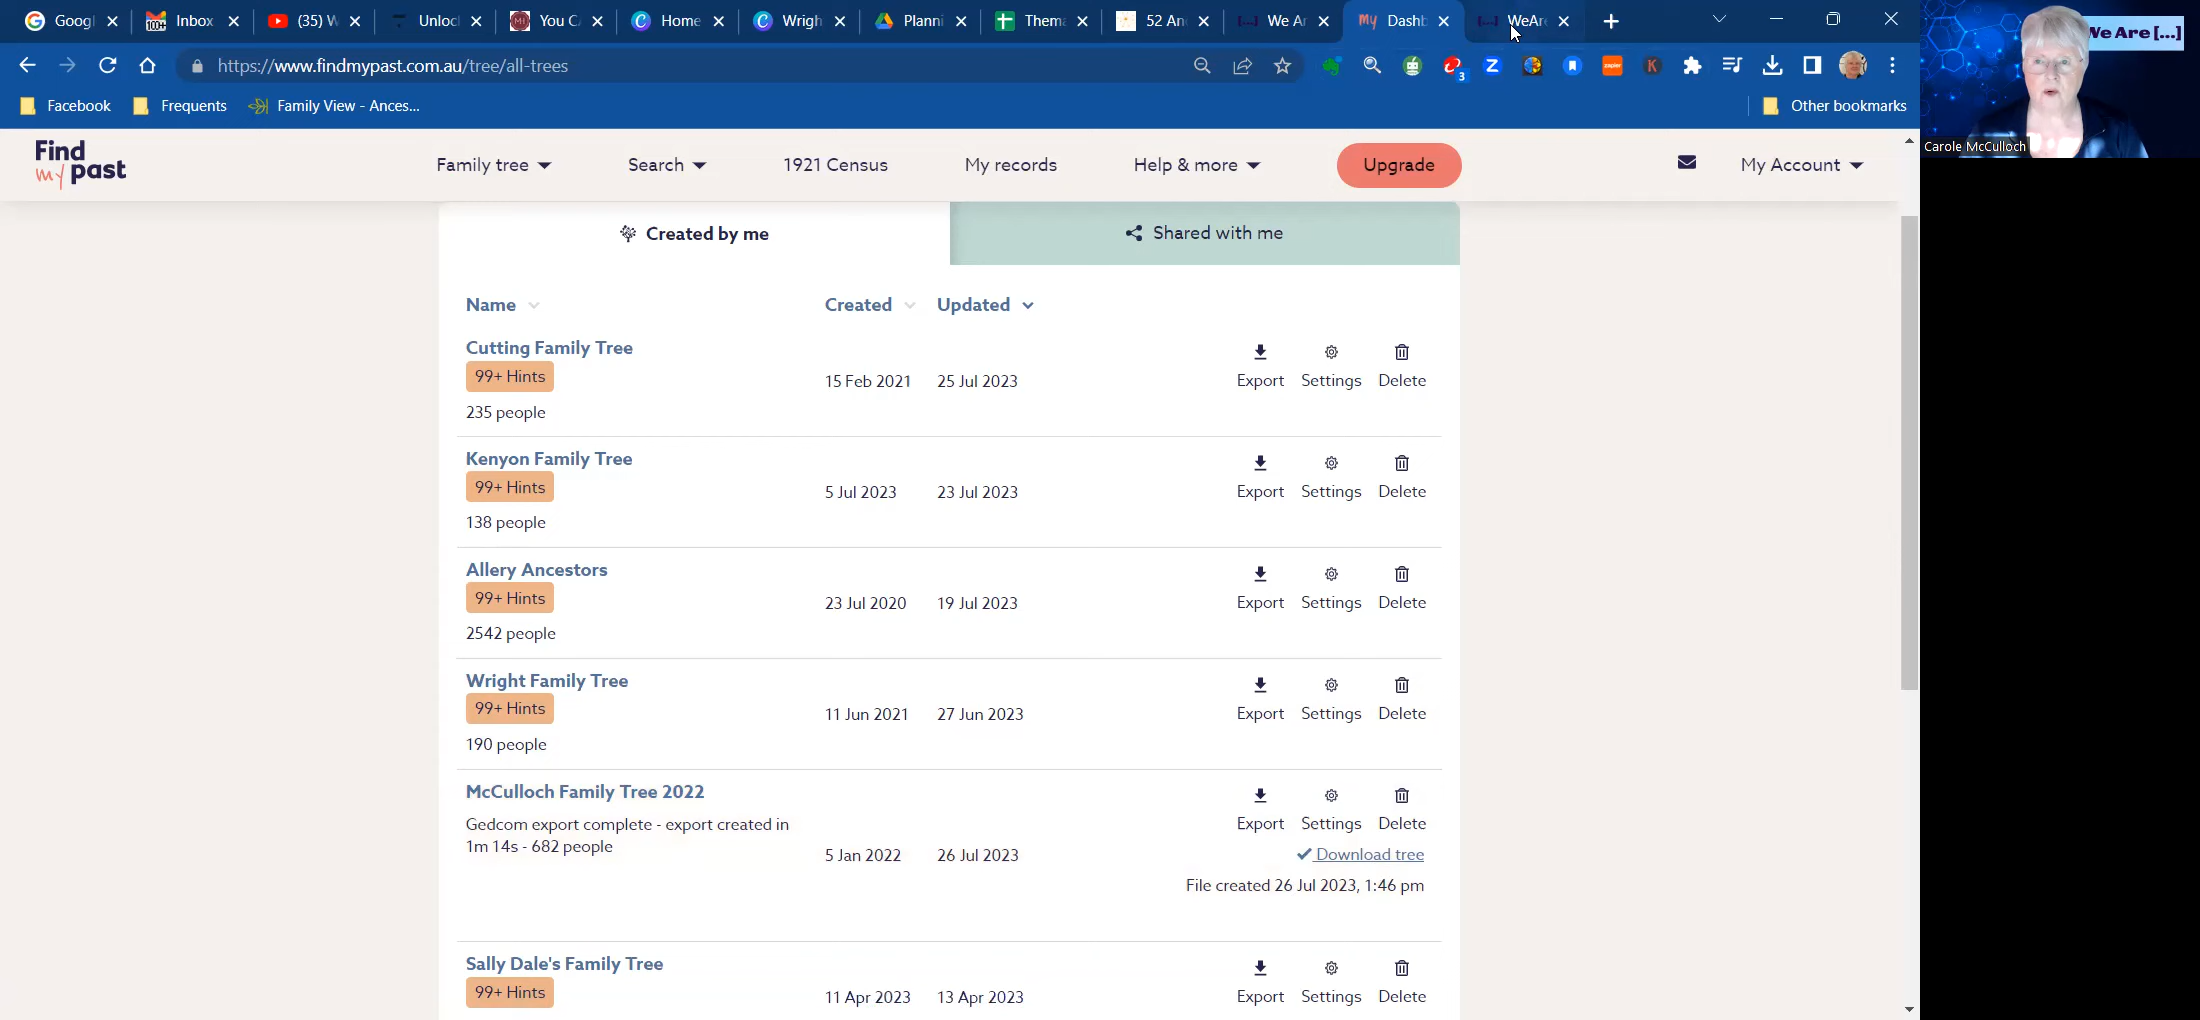 Googl
100+
Inbox
(35) W
Unloc
You CA
Home
Wrigh
Planni
Thema
52 An
We Ar
my
Dashb
WeAre
https://www.findmypast.com.au/tree/all-trees
3
zapier
K
Facebook
Frequents
Family View - Ances...
Other bookmarks
We Are [...]
Carole McCulloch
Find my past
Family tree
Search
1921 Census
My records
Help & more
Upgrade
My Account
Created by me
Shared with me
Name
Created
Updated
Cutting Family Tree
99+ Hints
235 people
15 Feb 2021
25 Jul 2023
Export
Settings
Delete
Kenyon Family Tree
99+ Hints
138 people
5 Jul 2023
23 Jul 2023
Export
Settings
Delete
Allery Ancestors
99+ Hints
2542 people
23 Jul 2020
19 Jul 2023
Export
Settings
Delete
Wright Family Tree
99+ Hints
190 people
11 Jun 2021
27 Jun 2023
Export
Settings
Delete
McCulloch Family Tree 2022
Gedcom export complete - export created in
1m 14s - 682 people
5 Jan 2022
26 Jul 2023
Export
Settings
Delete
Download tree
File created 26 Jul 2023, 1:46 pm
Sally Dale's Family Tree
99+ Hints
11 Apr 2023
13 Apr 2023
Export
Settings
Delete